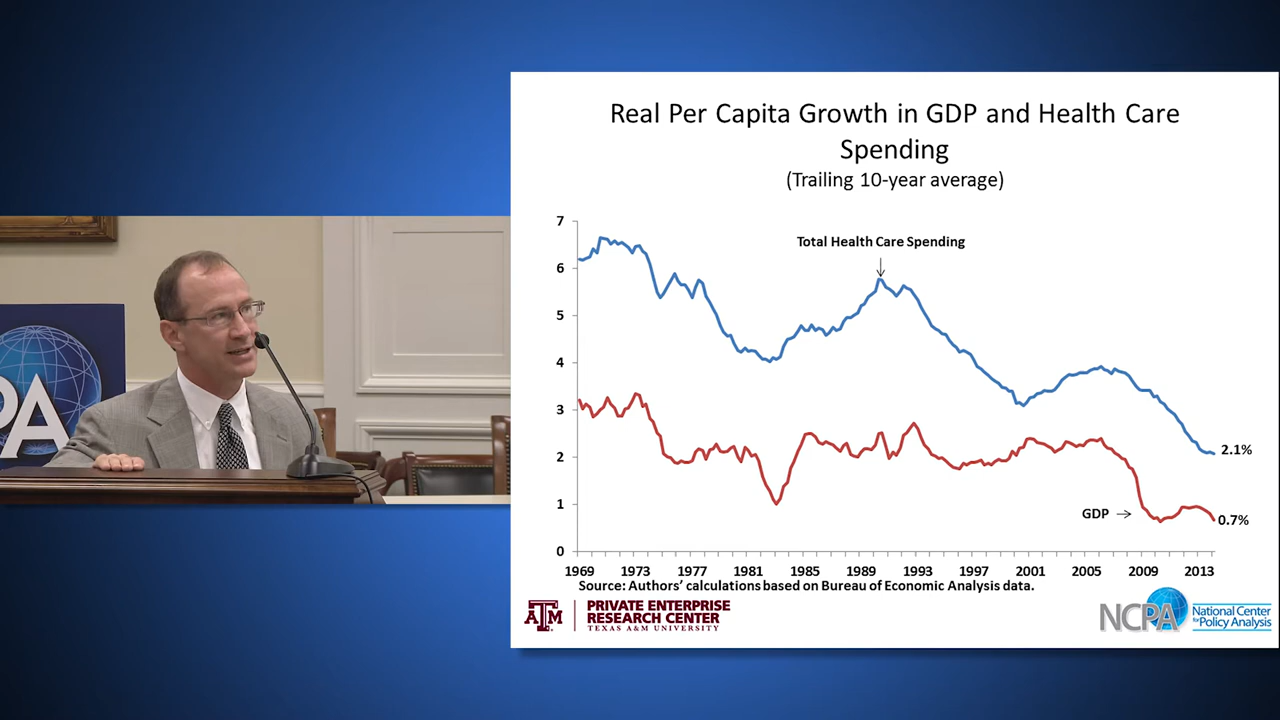 PA
Real Per Capita Growth in GDP and Health Care
Spending
(Trailing 10-year average)
7
6
5
4
3
2
1
0
Total Health Care Spending
2.1%
GDP
0.7%
1969 1973 1977 1981 1985 1989 1993 1997 2001 2005 2009 2013
Source: Authors' calculations based on Bureau of Economic Analysis data.
ATM
PRIVATE ENTERPRISE
RESEARCH CENTER
TEXAS A&M UNIVERSITY
NCPA
National Center
for Policy Analysis